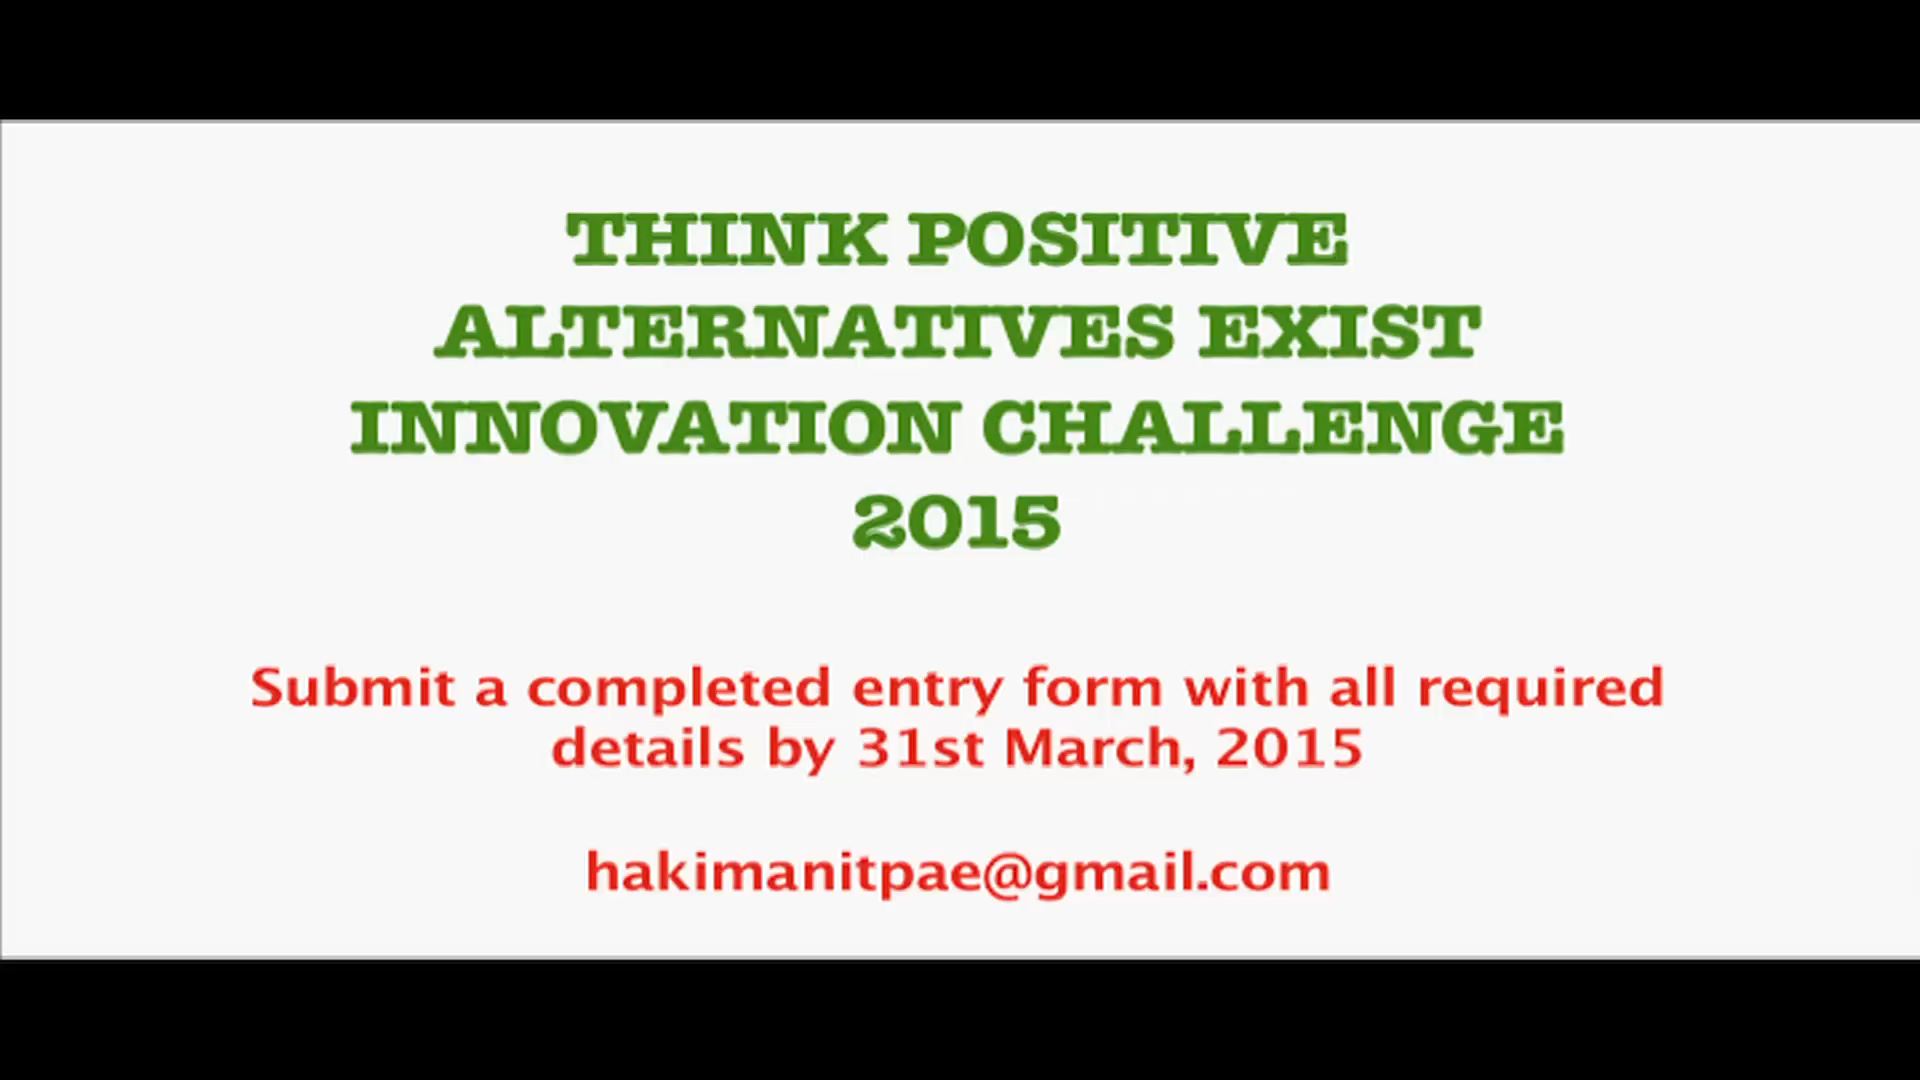 THINK POSITIVE
ALTERNATIVES EXIST
INNOVATION CHALLENGE
2015
Submit a completed entry form with all required
details by 31st March, 2015
hakimanitpae@gmail.com